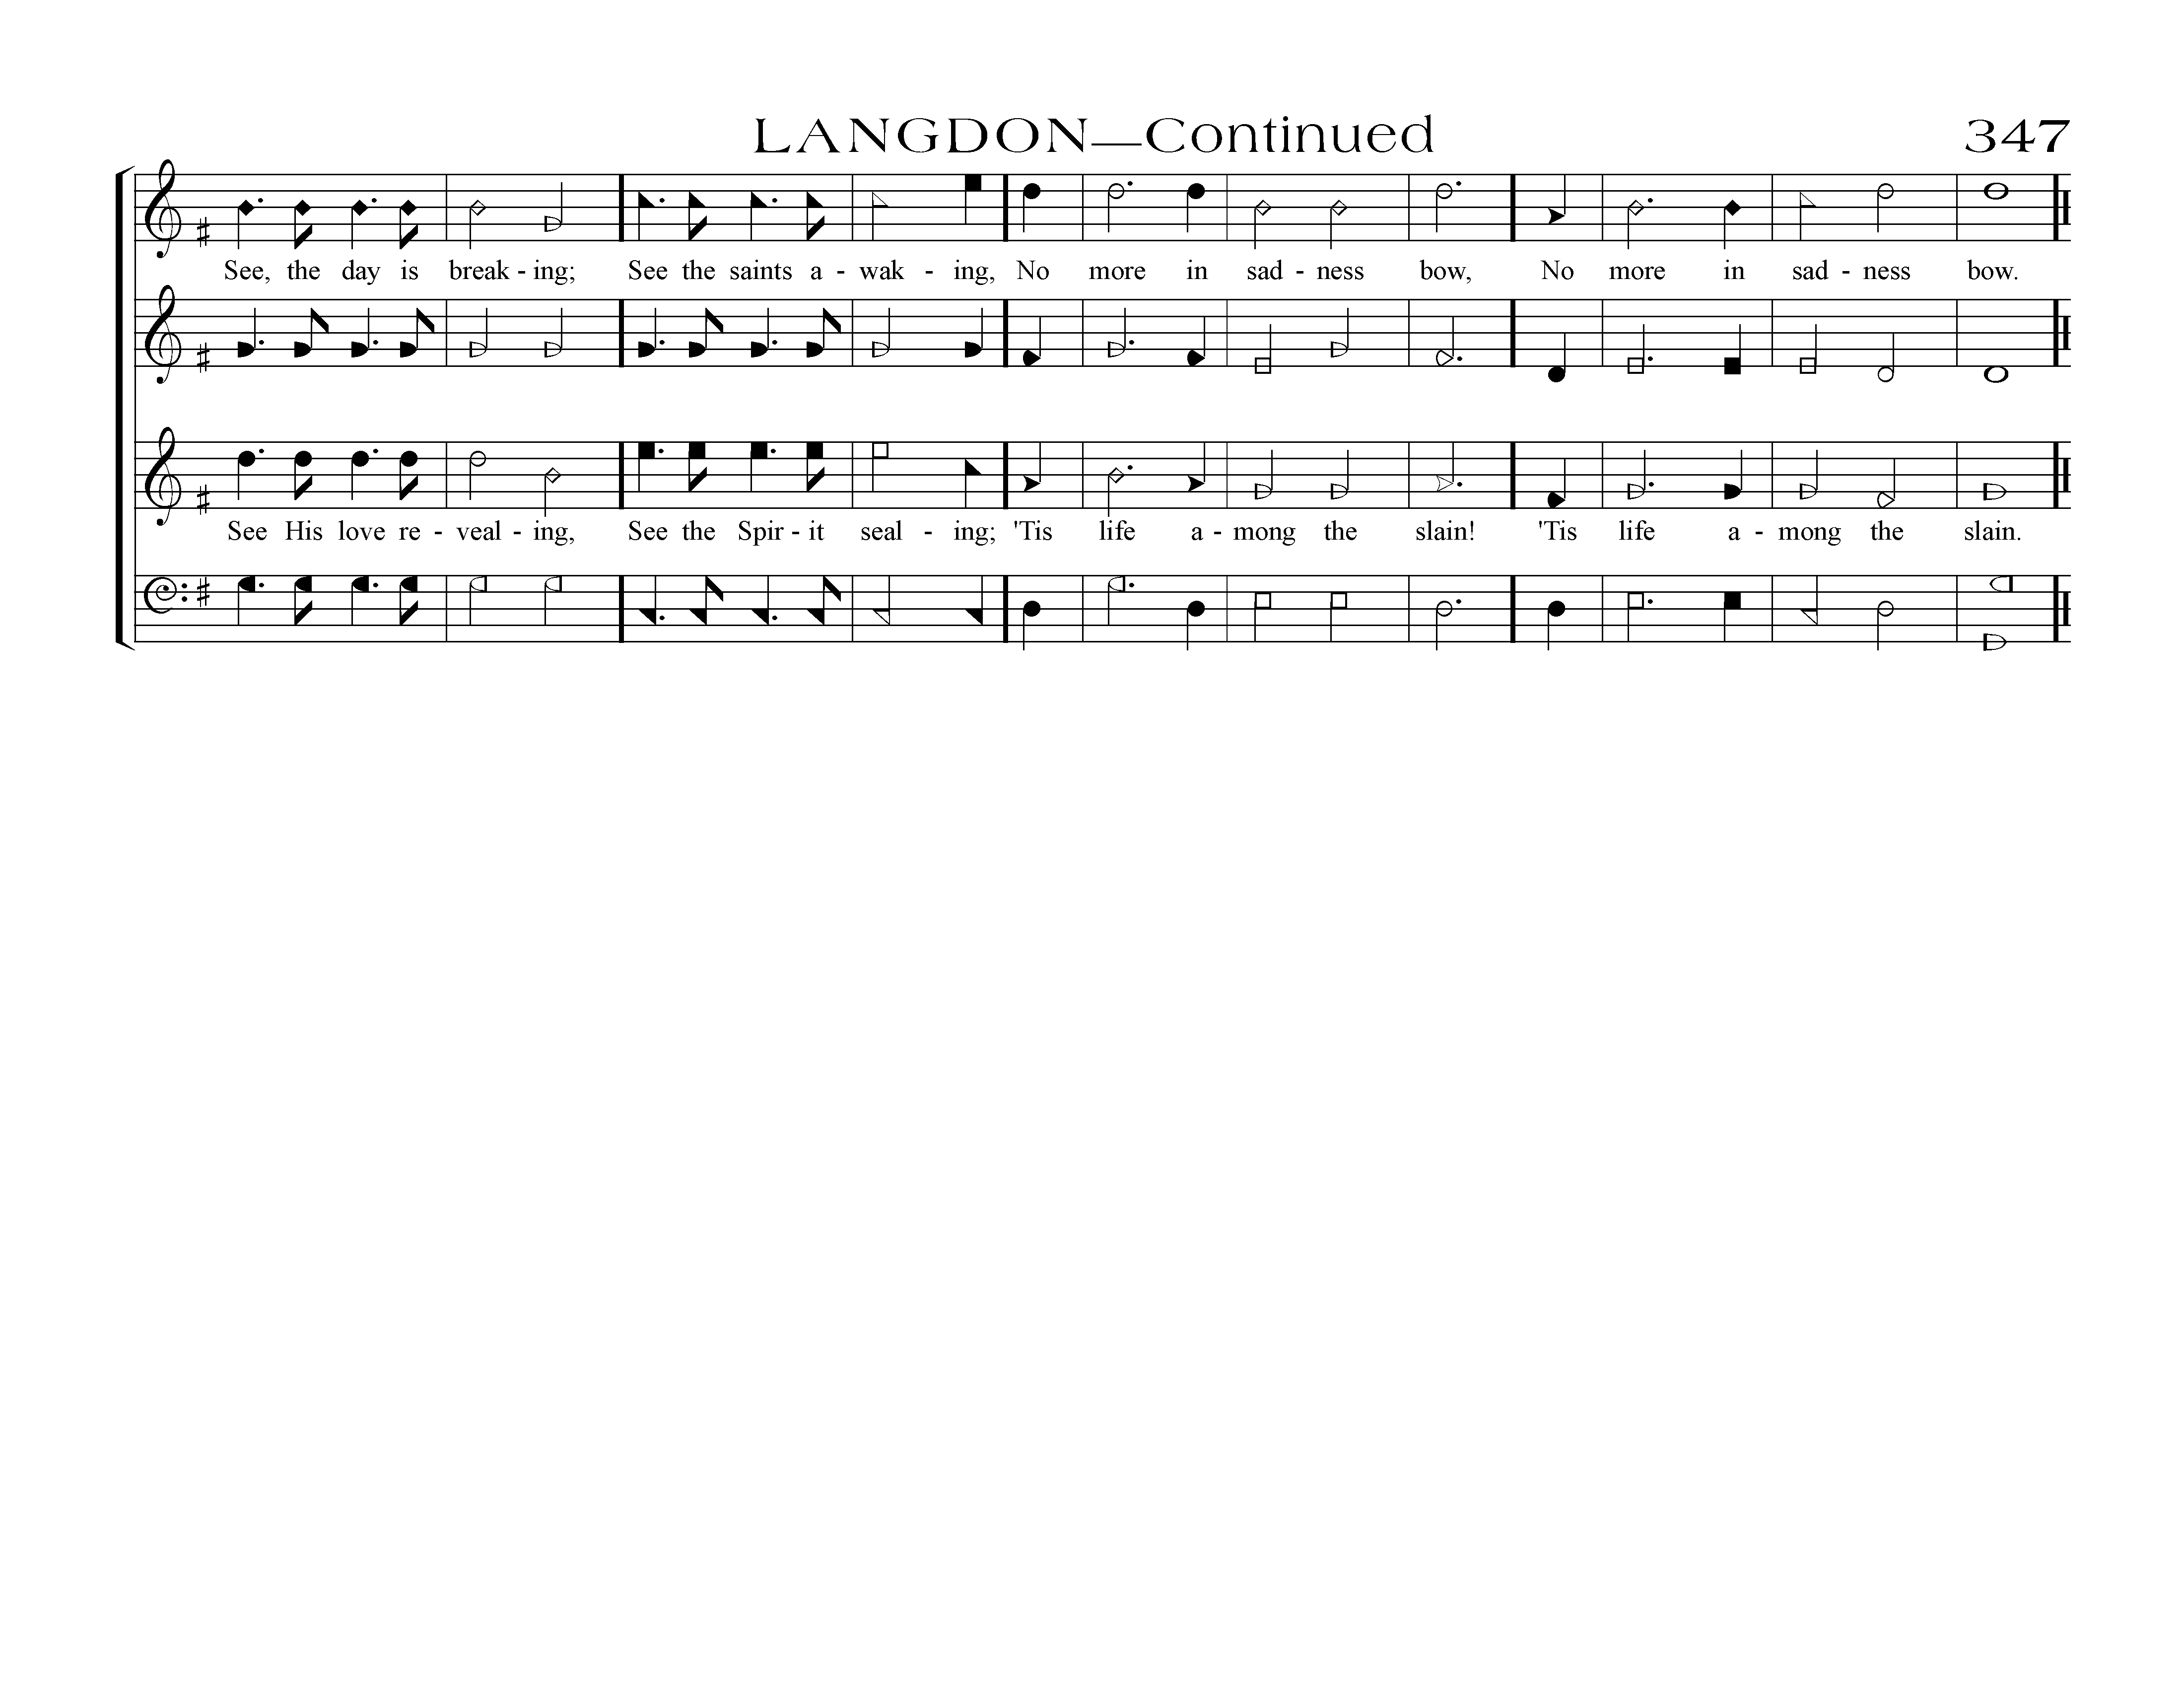 LANGDON—Continued 347
See, the day is break - ing; See the saints a - wak - ing, No more in sad - ness bow, No more in sad - ness bow.
See His love re - veal - ing, See the Spir - it seal - ing; 'Tis life a - mong the slain! 'Tis life a - mong the slain.